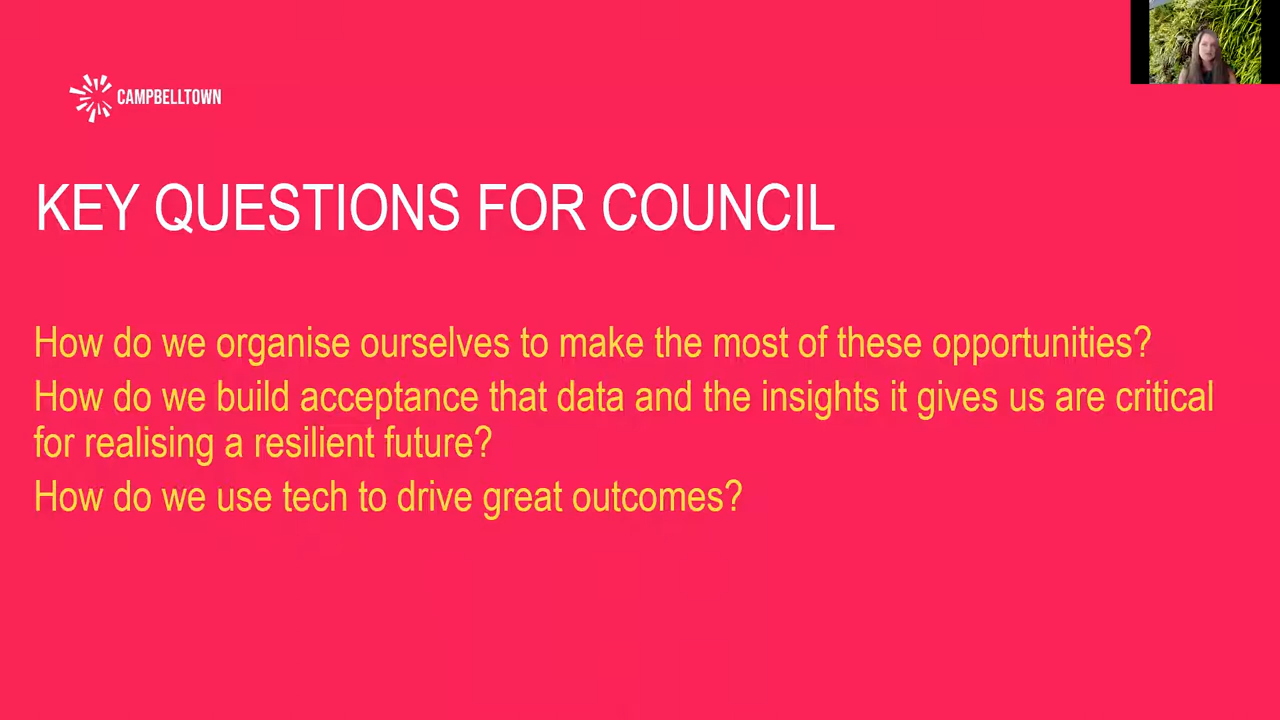 CAMPBELLTOWN
KEY QUESTIONS FOR COUNCIL
How do we organise ourselves to make the most of these opportunities?
How do we build acceptance that data and the insights it gives us are critical
for realising a resilient future?
How do we use tech to drive great outcomes?